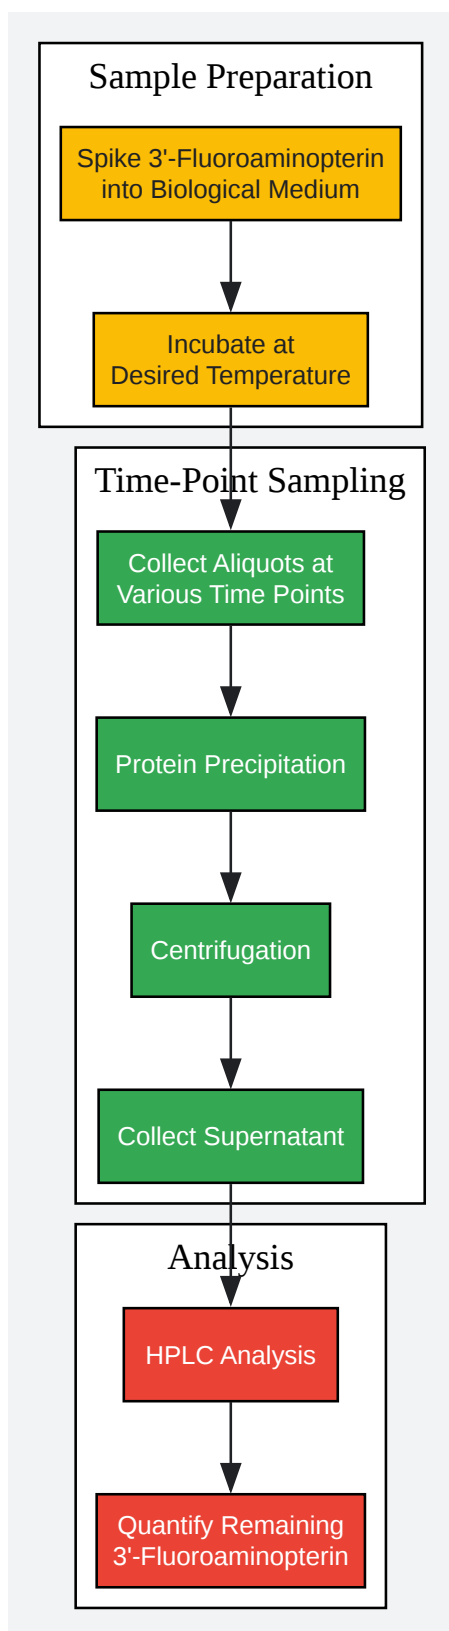 Sample Preparation
Spike 3'-Fluoroaminopterin
into Biological Medium
Incubate at
Desired Temperature
Time-Point Sampling
Collect Aliquots at
Various Time Points
Protein Precipitation
Centrifugation
Collect Supernatant
Analysis
HPLC Analysis
Quantify Remaining
3'-Fluoroaminopterin